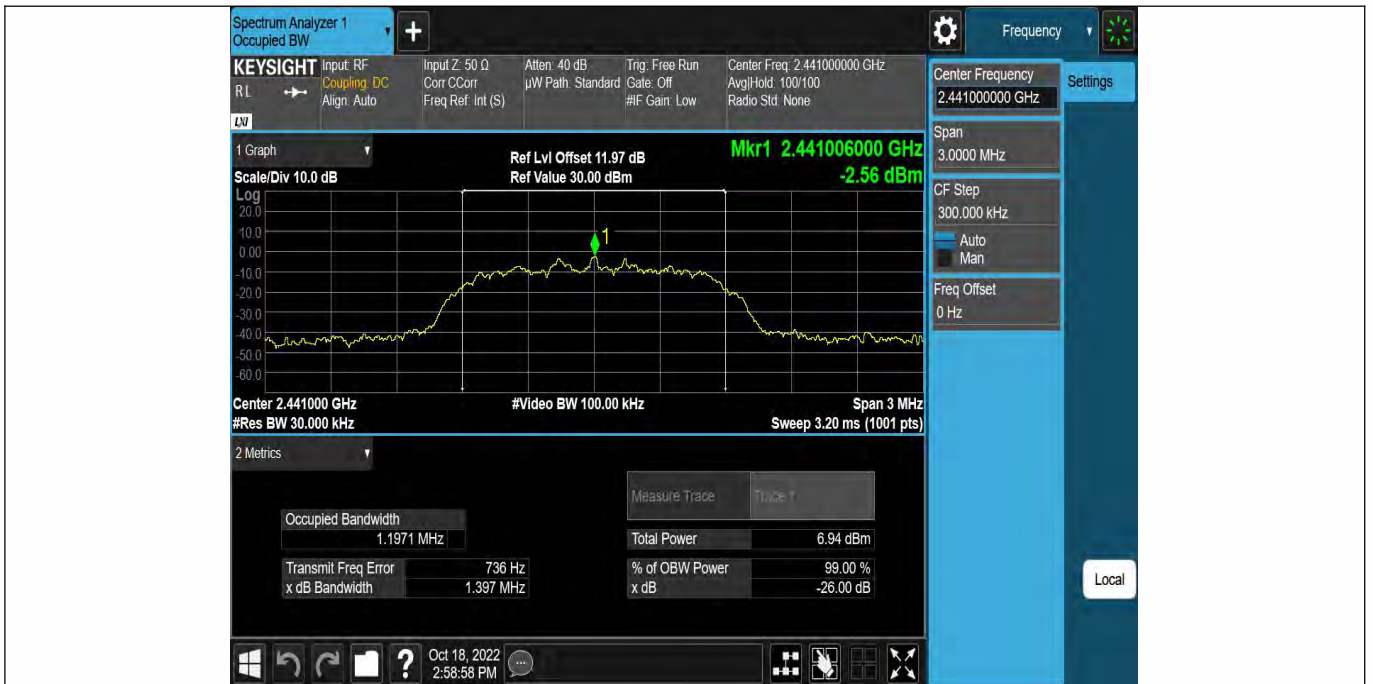 Spectrum Analyzer 1
Occupied BW
Frequency
KEYSIGHT
RL
LXI
Input: RF
Coupling: DC
Align: Auto
Input Z: 50 Ω
Corr CCorr
Freq Ref: Int (S)
Atten: 40 dB
µW Path: Standard
Trig: Free Run
Gate: Off
#IF Gain: Low
Center Freq: 2.441000000 GHz
Avg|Hold: 100/100
Radio Std: None
Center Frequency
2.441000000 GHz
Settings
Span
3.0000 MHz
CF Step
300.000 kHz
Auto
Man
Freq Offset
0 Hz
Local
1 Graph
Scale/Div 10.0 dB
Ref Lvl Offset 11.97 dB
Ref Value 30.00 dBm
Mkr1 2.441006000 GHz
-2.56 dBm
Log
20.0
10.0
0.00
-10.0
-20.0
-30.0
-40.0
-50.0
-60.0
1
Center 2.441000 GHz
#Res BW 30.000 kHz
#Video BW 100.00 kHz
Span 3 MHz
Sweep 3.20 ms (1001 pts)
2 Metrics
Measure Trace
Trace 1
Occupied Bandwidth
1.1971 MHz
Total Power
6.94 dBm
Transmit Freq Error
736 Hz
% of OBW Power
99.00 %
x dB Bandwidth
1.397 MHz
x dB
-26.00 dB
Oct 18, 2022
2:58:58 PM